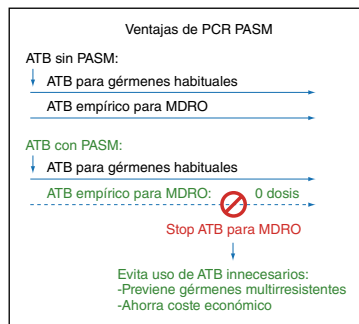 Ventajas de PCR PASM
ATB sin PASM:
ATB para gérmenes habituales
ATB empírico para MDRO
ATB con PASM:
ATB para gérmenes habituales
ATB empírico para MDRO: 0 dosis
Stop ATB para MDRO
Evita uso de ATB innecesarios:
-Previene gérmenes multirresistentes
-Ahorra coste económico